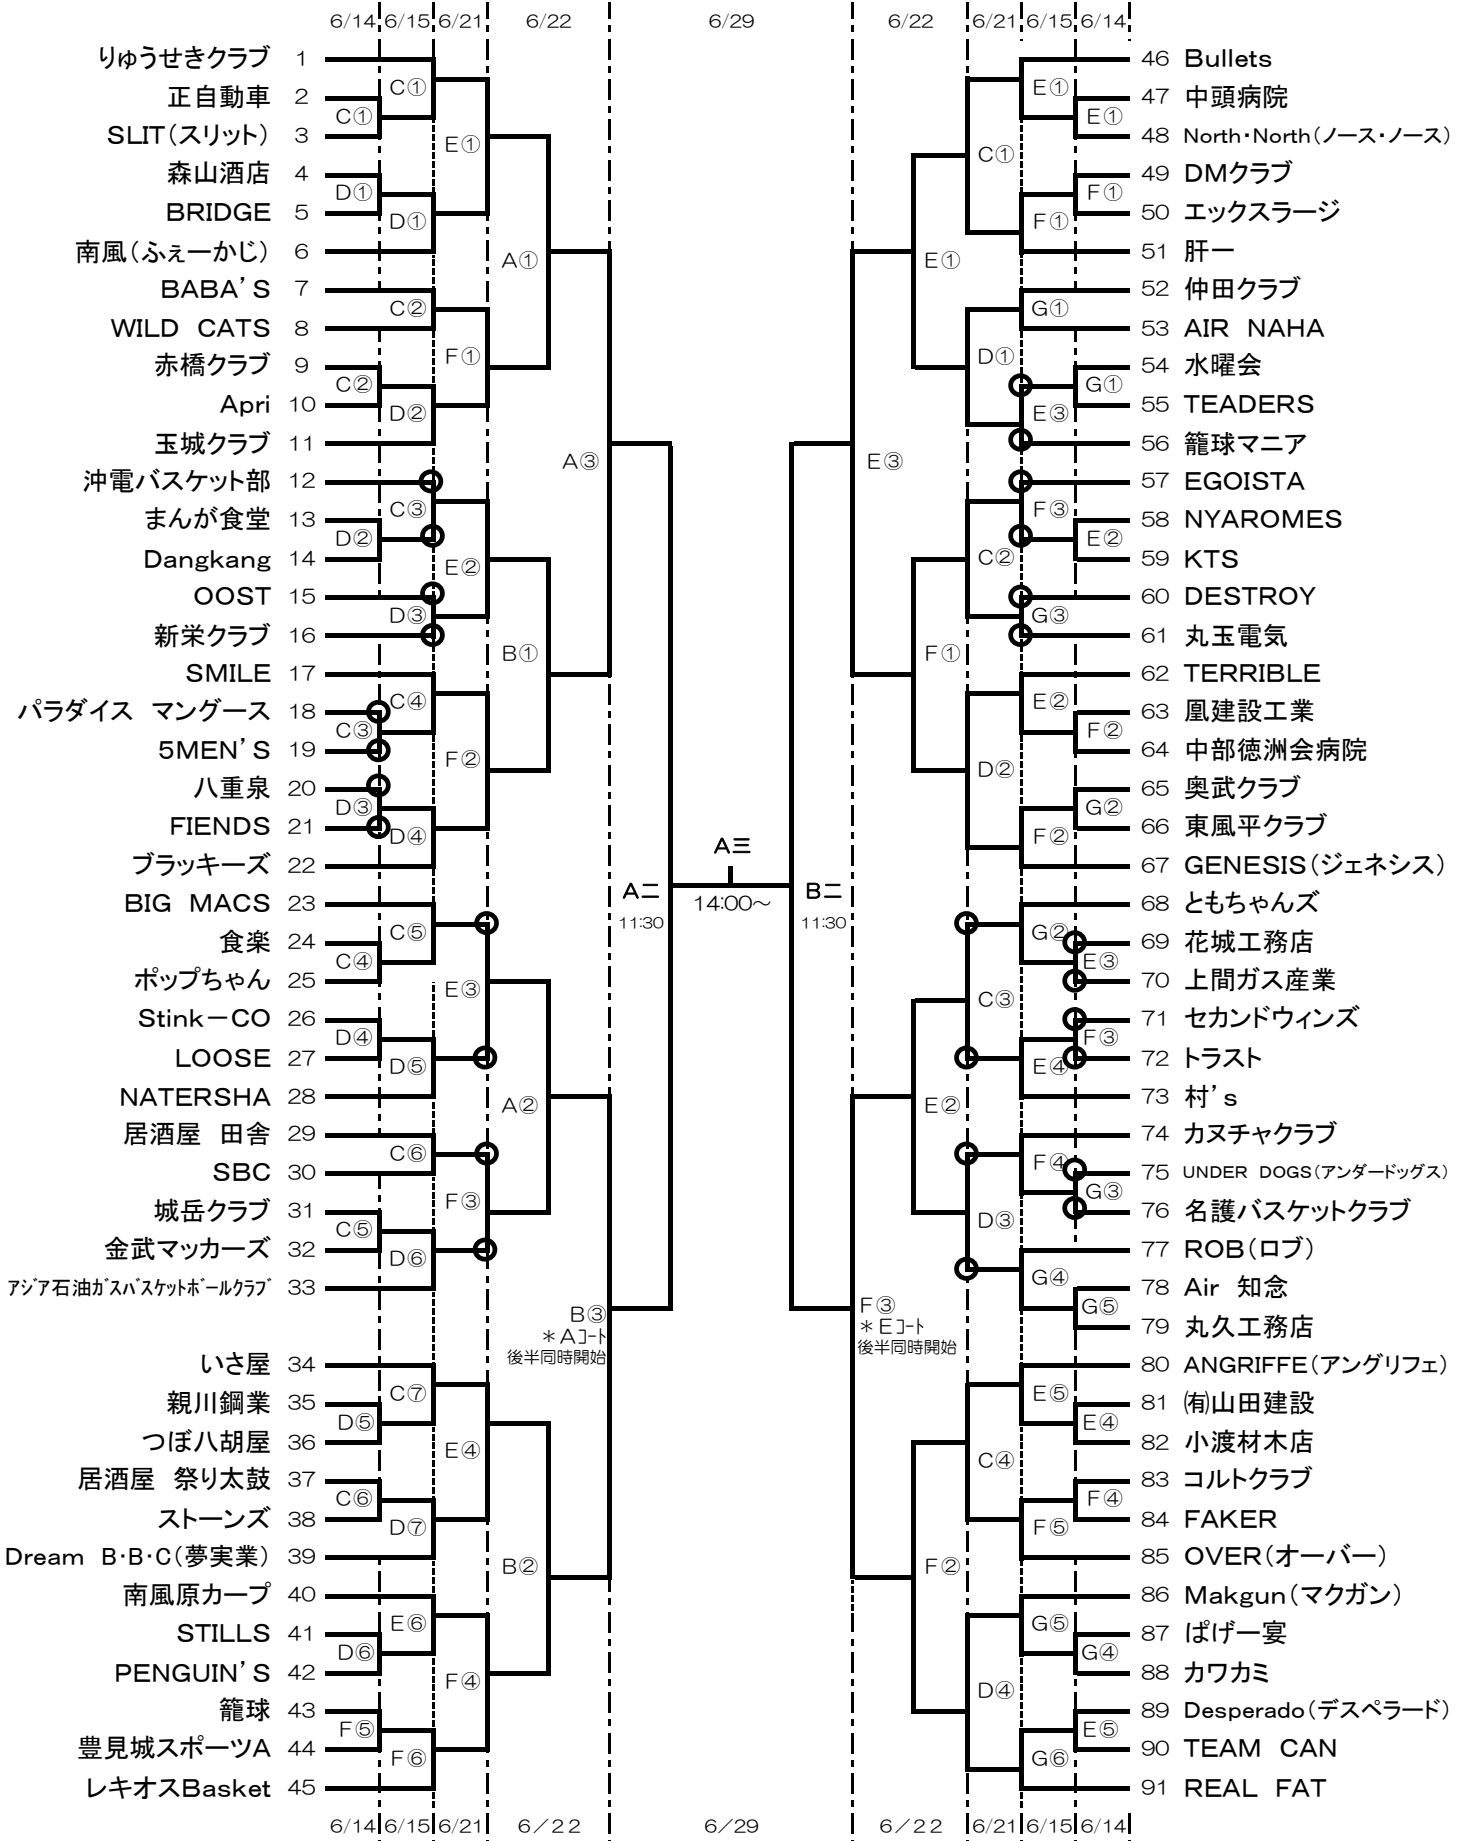 6/14 6/15 6/21 6/22 6/29 6/22 6/21 6/15 6/14
りゅうせきクラブ 1
正自動車 2
SLIT(スリット) 3
森山酒店 4
BRIDGE 5
南風(ふぇーかじ) 6
BABA'S 7
WILD CATS 8
赤橋クラブ 9
Apri 10
玉城クラブ 11
沖電バスケット部 12
まんが食堂 13
Dangkang 14
OOST 15
新栄クラブ 16
SMILE 17
パラダイス マングース 18
5MEN'S 19
八重泉 20
FIENDS 21
ブラッキーズ 22
BIG MACS 23
食楽 24
ポップちゃん 25
Stink-CO 26
LOOSE 27
NATERSHA 28
居酒屋 田舎 29
SBC 30
城岳クラブ 31
金武マッカーズ 32
アジア石油ガスバスケットボールクラブ 33
いさ屋 34
親川鋼業 35
つぼ八胡屋 36
居酒屋 祭り太鼓 37
ストーンズ 38
Dream B・B・C(夢実業) 39
南風原カープ 40
STILLS 41
PENGUIN'S 42
籠球 43
豊見城スポーツA 44
レキオスBasket 45
C①
D①
C②
D②
C③
D③
C④
D④
C⑤
D⑤
C⑥
D⑥
F⑤
C①
D①
C②
D②
C③
D③
C④
D④
C⑤
D⑤
C⑥
D⑥
C⑦
D⑦
E⑥
F⑥
E①
F①
E②
F②
E③
F③
E④
F④
A①
B①
A②
B②
A③
B③
*Aコート
後半同時開始
A二
11:30
A三
14:00~
B二
11:30
E③
F③
*Eコート
後半同時開始
E①
F①
E②
F②
C①
D①
C②
D②
C③
D③
C④
D④
E①
F①
G①
E③
F③
G③
E②
F②
G②
E④
F④
G④
E⑤
F⑤
G⑤
G⑥
E①
F①
G①
E②
F②
G②
E③
F③
G③
G⑤
E④
F④
G④
E⑤
46 Bullets
47 中頭病院
48 North・North(ノース・ノース)
49 DMクラブ
50 エックスラージ
51 肝一
52 仲田クラブ
53 AIR NAHA
54 水曜会
55 TEADERS
56 籠球マニア
57 EGOISTA
58 NYAROMES
59 KTS
60 DESTROY
61 丸玉電気
62 TERRIBLE
63 凰建設工業
64 中部徳洲会病院
65 奥武クラブ
66 東風平クラブ
67 GENESIS(ジェネシス)
68 ともちゃんズ
69 花城工務店
70 上間ガス産業
71 セカンドウィンズ
72 トラスト
73 村's
74 カヌチャクラブ
75 UNDER DOGS(アンダードッグス)
76 名護バスケットクラブ
77 ROB(ロブ)
78 Air 知念
79 丸久工務店
80 ANGRIFFE(アングリフェ)
81 ㈲山田建設
82 小渡材木店
83 コルトクラブ
84 FAKER
85 OVER(オーバー)
86 Makgun(マクガン)
87 ぱげー宴
88 カワカミ
89 Desperado(デスペラード)
90 TEAM CAN
91 REAL FAT
6/14 6/15 6/21 6/22 6/29 6/22 6/21 6/15 6/14